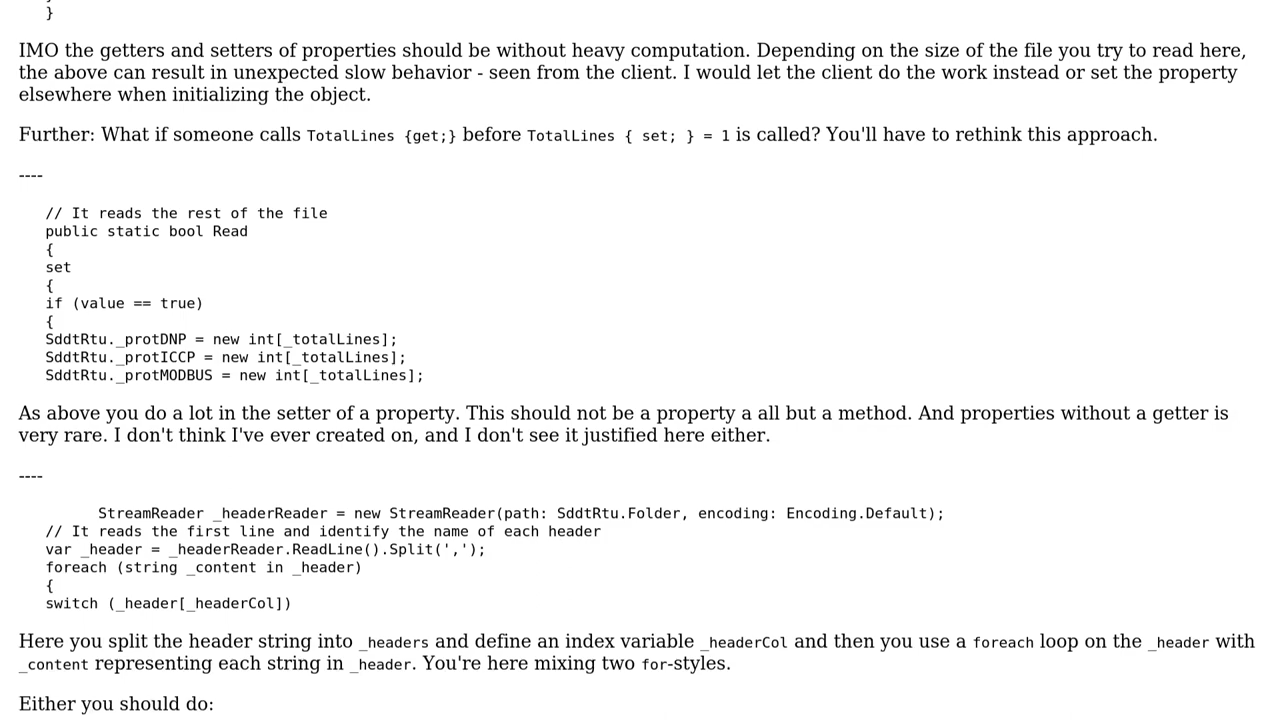 }
IMO the getters and setters of properties should be without heavy computation. Depending on the size of the file you try to read here,
the above can result in unexpected slow behavior - seen from the client. I would let the client do the work instead or set the property
elsewhere when initializing the object.
Further: What if someone calls TotalLines {get;} before TotalLines { set; } = 1 is called? You'll have to rethink this approach.
----
// It reads the rest of the file
public static bool Read
{
set
{
if (value == true)
{
SddtRtu._protDNP = new int[_totalLines];
SddtRtu._protICCP = new int[_totalLines];
SddtRtu._protMODBUS = new int[_totalLines];
As above you do a lot in the setter of a property. This should not be a property a all but a method. And properties without a getter is
very rare. I don't think I've ever created on, and I don't see it justified here either.
----
StreamReader _headerReader = new StreamReader(path: SddtRtu.Folder, encoding: Encoding.Default);
// It reads the first line and identify the name of each header
var _header = _headerReader.ReadLine().Split(',');
foreach (string _content in _header)
{
switch (_header[_headerCol])
Here you split the header string into _headers and define an index variable _headerCol and then you use a foreach loop on the _header with
_content representing each string in _header. You're here mixing two for-styles.
Either you should do: